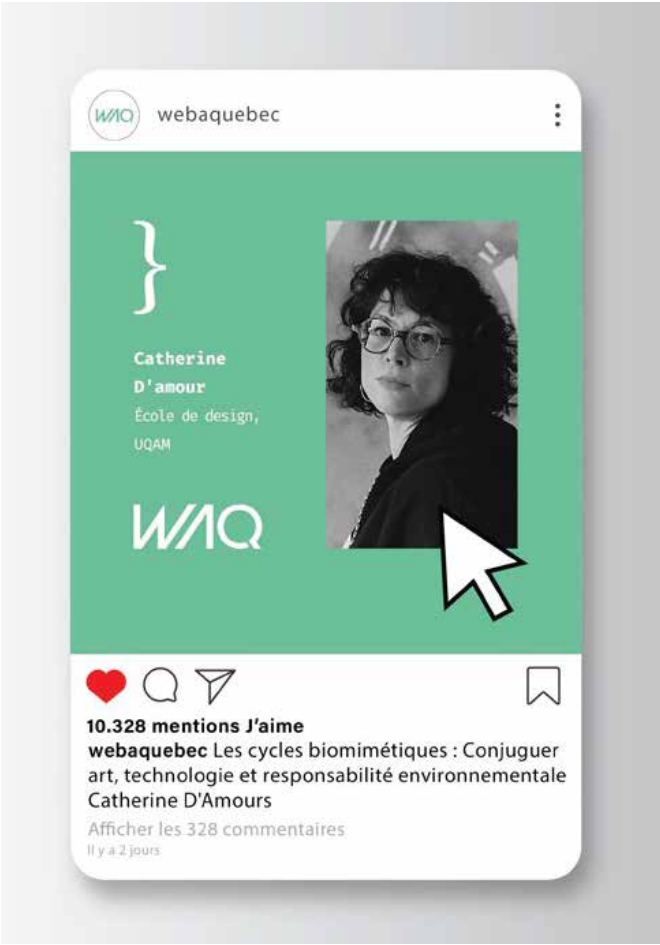 WAQ
webaquebec
}
Catherine
D'amour
École de design,
UQAM
WAQ
10.328 mentions J'aime
webaquebec Les cycles biomimétiques : Conjuguer
art, technologie et responsabilité environnementale
Catherine D'Amours
Afficher les 328 commentaires
Il y a 2 jours